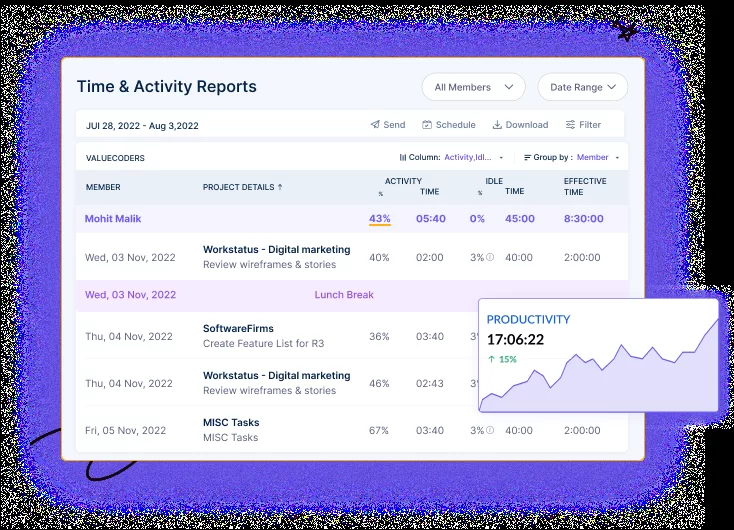 Time & Activity Reports
All Members
Date Range
JUl 28, 2022 - Aug 3,2022
Send
Schedule
Download
Filter
VALUECODERS
Column: Activity,Idl...
Group by : Member
MEMBER
PROJECT DETAILS ↑
ACTIVITY
%
TIME
IDLE
%
TIME
EFFECTIVE
TIME
Mohit Malik 43% 05:40 0% 45:00 8:30:00
Workstatus - Digital marketing
Wed, 03 Nov, 2022 40% 02:00 3% 40:00 2:00:00
Review wireframes & stories
Wed, 03 Nov, 2022 Lunch Break
SoftwareFirms
Thu, 04 Nov, 2022 36% 03:40
Create Feature List for R3
Workstatus - Digital marketing
Thu, 04 Nov, 2022 46% 02:43
Review wireframes & stories
MISC Tasks
Fri, 05 Nov, 2022 67% 03:40 3% 40:00 2:00:00
MISC Tasks
PRODUCTIVITY
17:06:22
↑ 15%